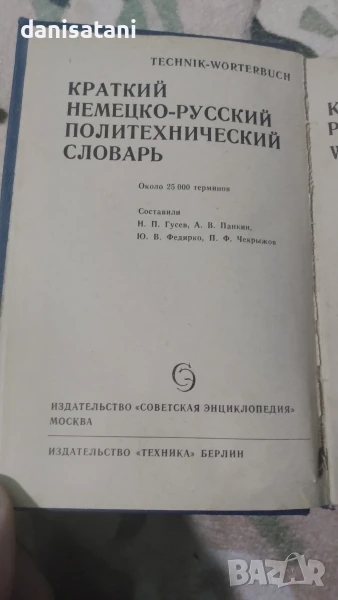 danisatani
TECHNIK-WÖRTERBUCH
КРАТКИЙ
НЕМЕЦКО-РУССКИЙ
ПОЛИТЕХНИЧЕСКИЙ
СЛОВАРЬ
Около 25 000 терминов
Составили
Н. П. Гусев, А. В. Панкин,
Ю. В. Федирко, П. Ф. Чекрыжов
ИЗДАТЕЛЬСТВО «СОВЕТСКАЯ ЭНЦИКЛОПЕДИЯ»
МОСКВА
ИЗДАТЕЛЬСТВО «ТЕХНИКА» БЕРЛИН
BAZAR